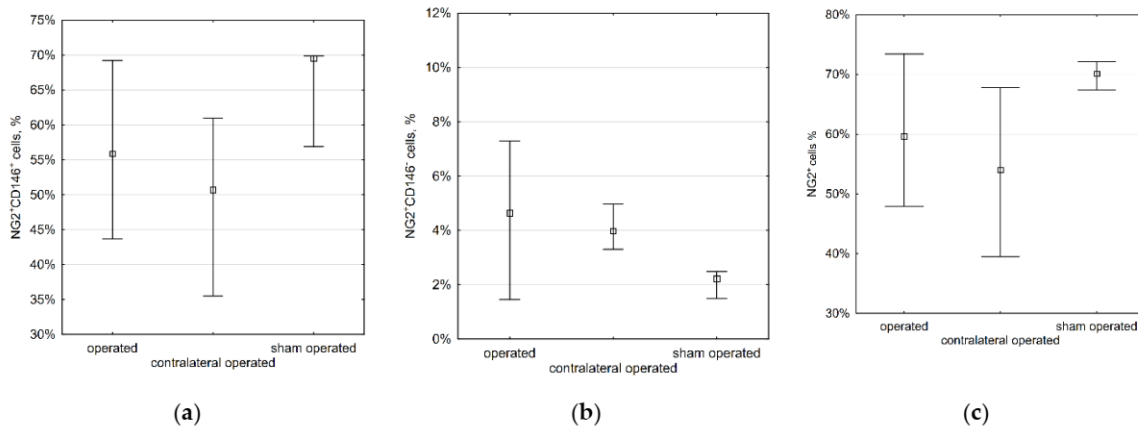 75%
70%
65%
60%
55%
50%
45%
40%
35%
30%
NG2⁺CD146⁺ cells, %
operated
sham operated
contralateral operated
(a)
12%
10%
8%
6%
4%
2%
0%
NG2⁺CD146⁻ cells, %
operated
sham operated
contralateral operated
(b)
80%
70%
60%
50%
40%
30%
NG2⁺ cells %
operated
sham operated
contralateral operated
(c)